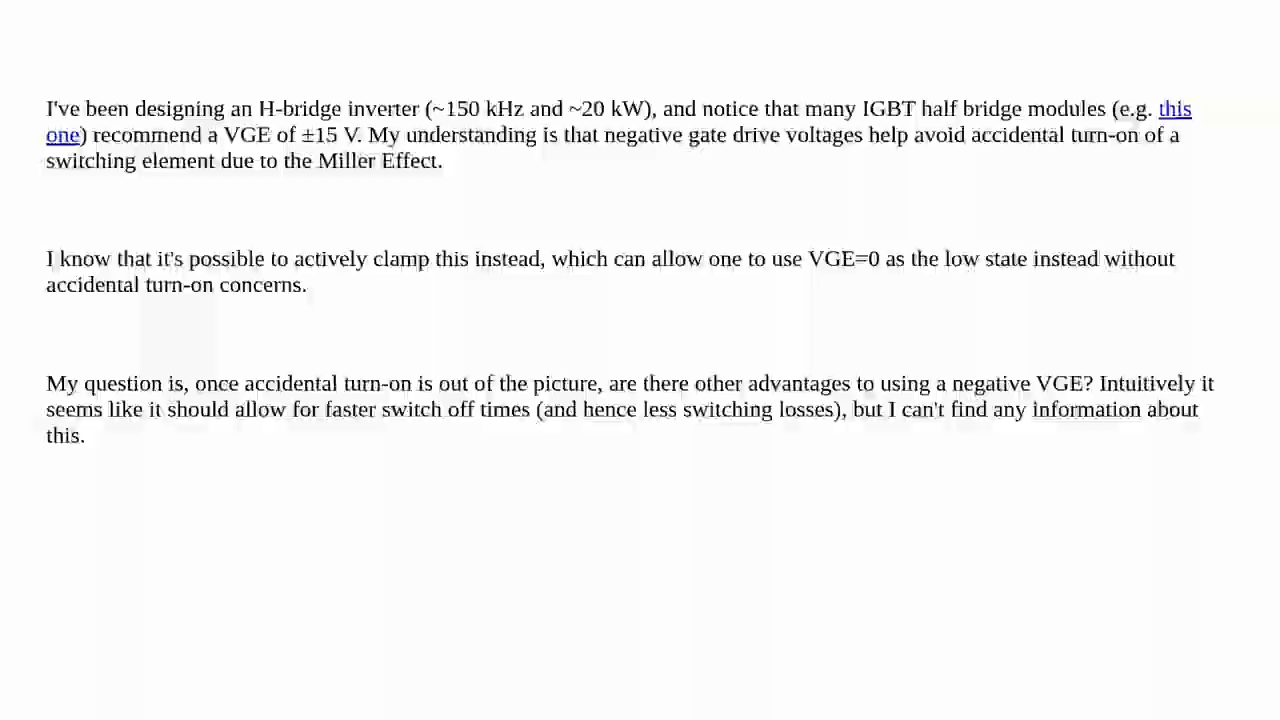 I've been designing an H-bridge inverter (~150 kHz and ~20 kW), and notice that many IGBT half bridge modules (e.g. this
one) recommend a VGE of ±15 V. My understanding is that negative gate drive voltages help avoid accidental turn-on of a
switching element due to the Miller Effect.
I know that it's possible to actively clamp this instead, which can allow one to use VGE=0 as the low state instead without
accidental turn-on concerns.
My question is, once accidental turn-on is out of the picture, are there other advantages to using a negative VGE? Intuitively it
seems like it should allow for faster switch off times (and hence less switching losses), but I can't find any information about
this.